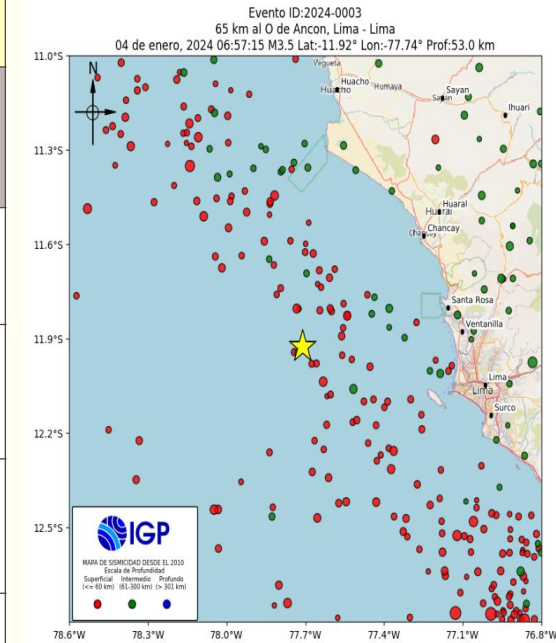 Evento ID:2024-0003
65 km al O de Ancon, Lima - Lima
04 de enero, 2024 06:57:15 M3.5 Lat:-11.92° Lon:-77.74° Prof:53.0 km
11.0°S
11.3°S
11.6°S
11.9°S
12.2°S
12.5°S
N
Vegueta
Huacho
Huacho
Humaya
Sayan
Sayan
Ihuari
Huaral
Huaral
Chancay
Chancay
Santa Rosa
Ventanilla
Lima
Lima
Surco
IGP
MAPA DE SISMICIDAD DESDE EL 2010
Escala de Profundidad
Superficial Intermedio Profundo
(<= 60 km) (61-300 km) (> 301 km)
78.6°W 78.3°W 78.0°W 77.7°W 77.4°W 77.1°W